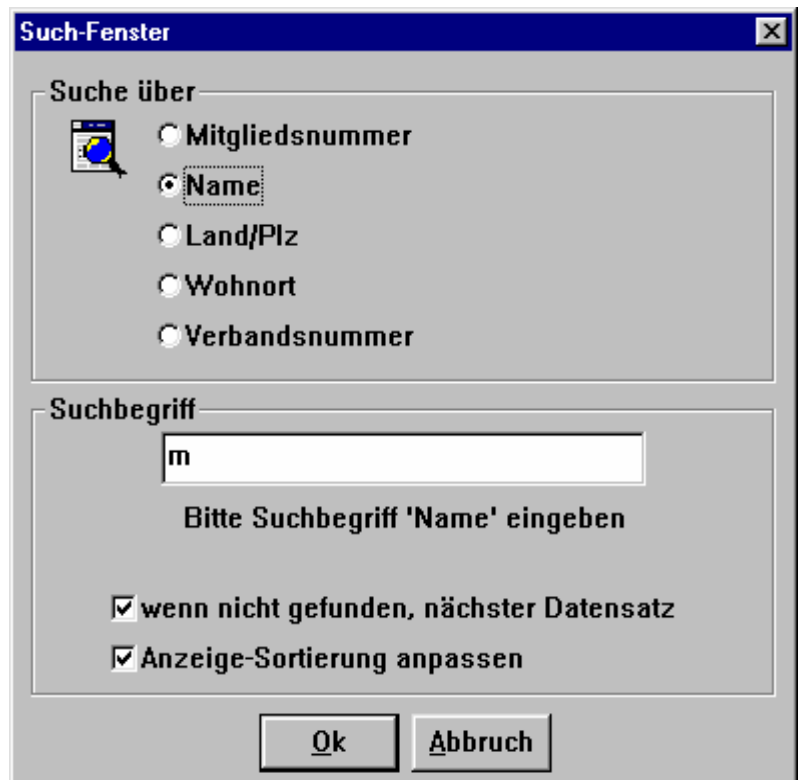 Such-Fenster
Suche über
Mitgliedsnummer
Name
Land/Plz
Wohnort
Verbandsnummer
Suchbegriff
m
Bitte Suchbegriff 'Name' eingeben
wenn nicht gefunden, nächster Datensatz
Anzeige-Sortierung anpassen
Ok Abbruch